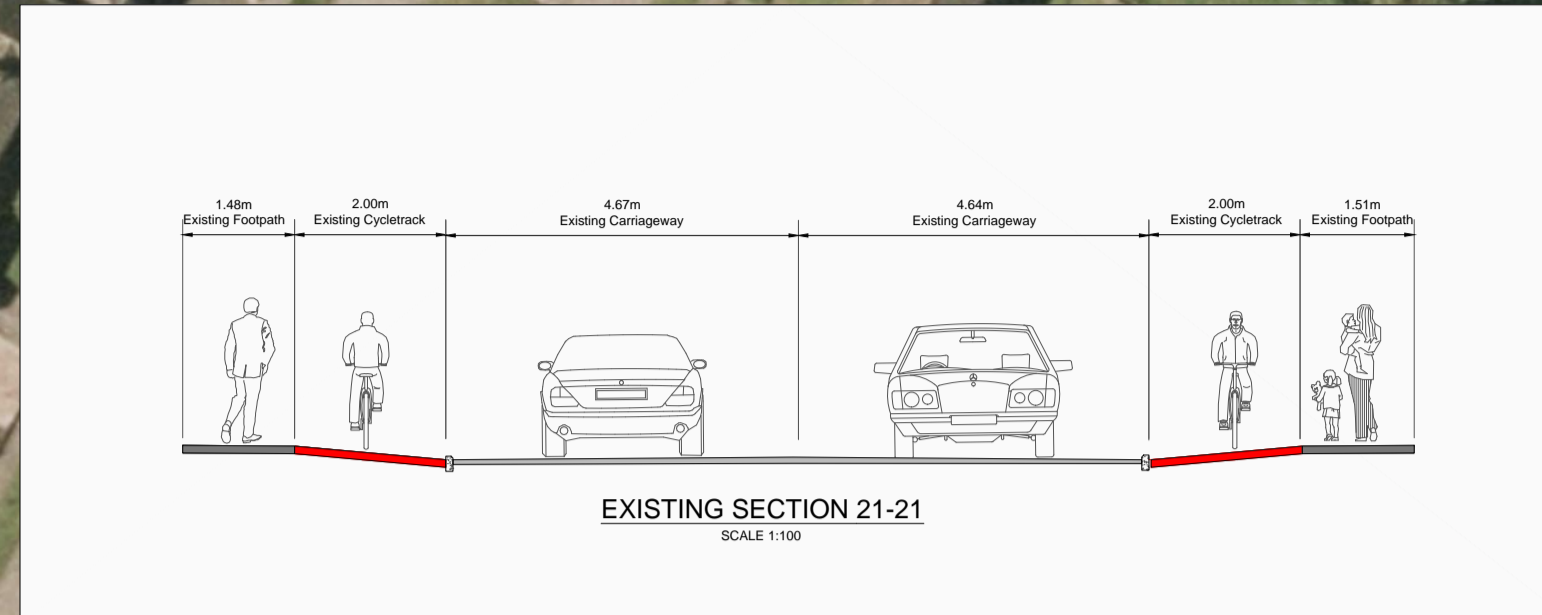 1.48m
Existing Footpath
2.00m
Existing Cycletrack
4.67m
Existing Carriageway
4.64m
Existing Carriageway
2.00m
Existing Cycletrack
1.51m
Existing Footpath
EXISTING SECTION 21-21
SCALE 1:100